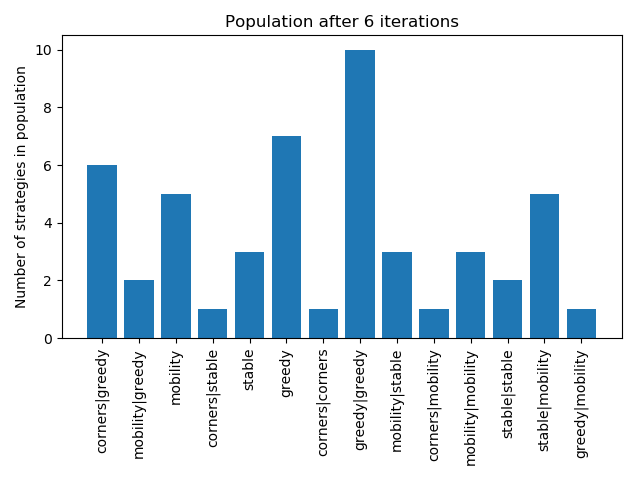 Population after 6 iterations
Number of strategies in population
10
8
6
4
2
0
corners|greedy
mobility|greedy
mobility
corners|stable
stable
greedy
corners|corners
greedy|greedy
mobility|stable
corners|mobility
mobility|mobility
stable|stable
stable|mobility
greedy|mobility